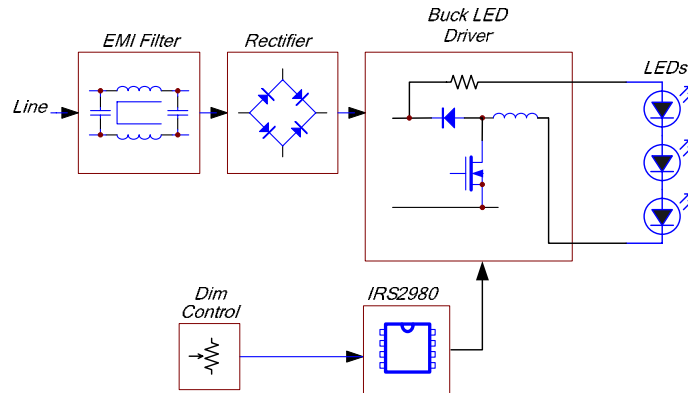 Buck LED
Driver
EMI Filter
Rectifier
LEDs
Line
Dim
Control
IRS2980